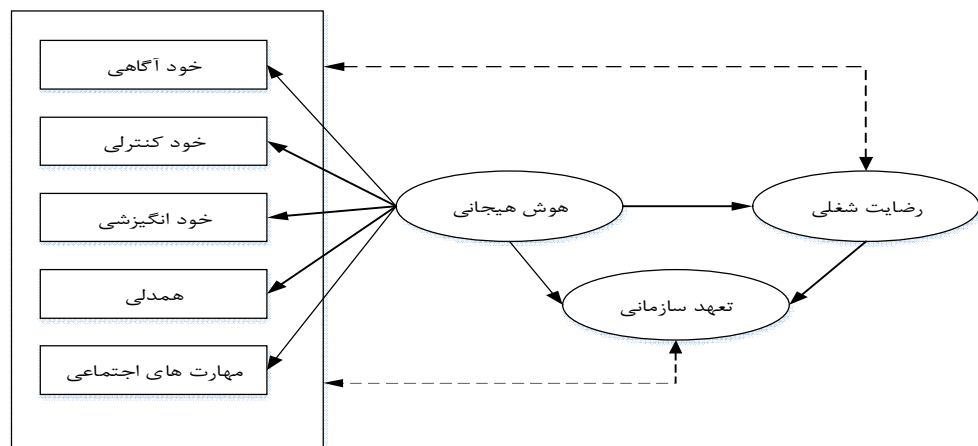 خود آگاهی
خود کنترلی
خود انگیزشی
همدلی
مهارت های اجتماعی
هوش هیجانی
رضایت شغلی
تعهد سازمانی